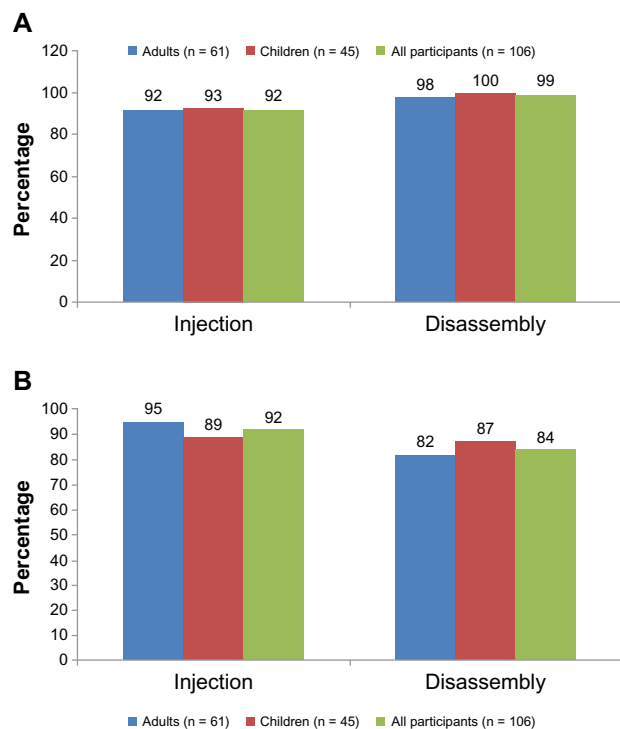 A
120
Adults (n = 61) Children (n = 45) All participants (n = 106)
100
80
60
40
20
0
Percentage
92 93 92 98 100 99
Injection Disassembly
B
100
90
80
70
60
50
40
30
20
10
0
Percentage
95 89 92 82 87 84
Injection Disassembly
Adults (n = 61) Children (n = 45) All participants (n = 106)